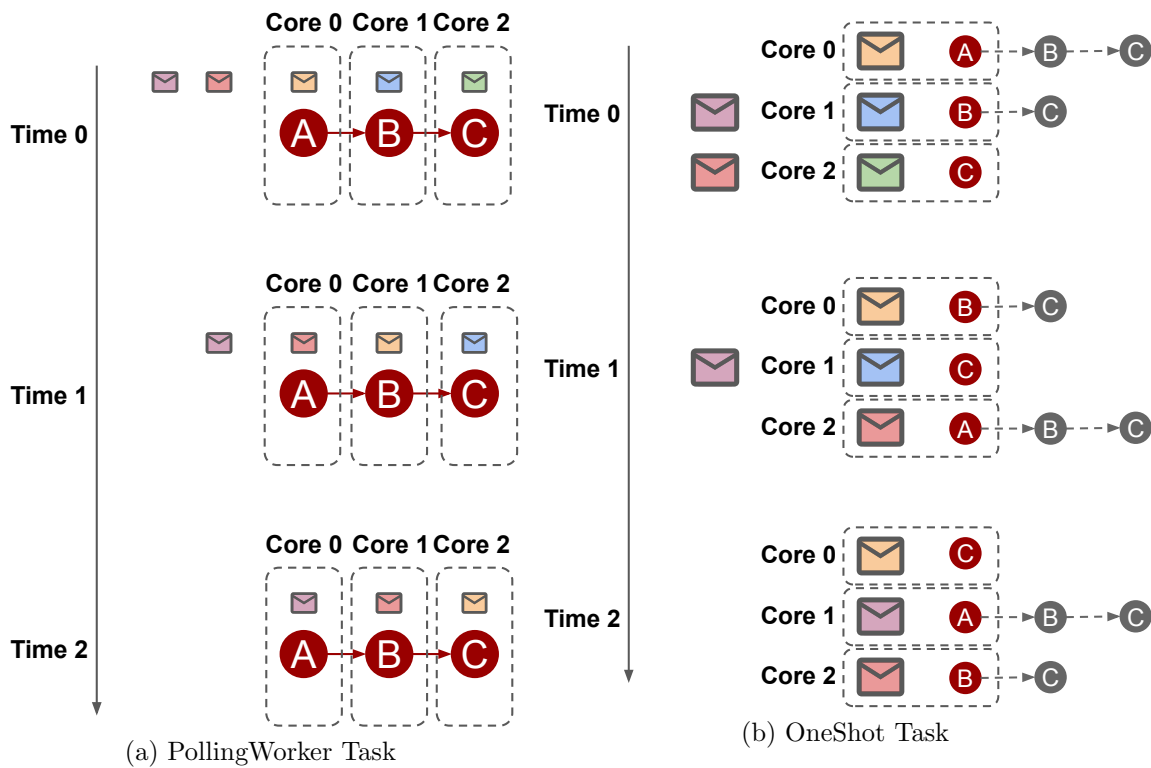 Core 0 Core 1 Core 2
Time 0
A B C
Core 0 Core 1 Core 2
Time 1
A B C
Core 0 Core 1 Core 2
Time 2
A B C
(a) PollingWorker Task
Time 0
Core 0 A B C
Core 1 B C
Core 2 C
Time 1
Core 0 B C
Core 1 C
Core 2 A B C
Time 2
Core 0 C
Core 1 A B C
Core 2 B C
(b) OneShot Task